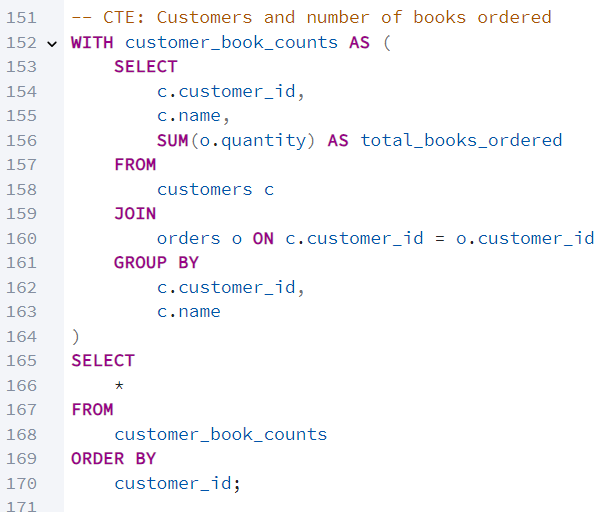 151 -- CTE: Customers and number of books ordered
152 WITH customer_book_counts AS (
153     SELECT
154         c.customer_id,
155         c.name,
156         SUM(o.quantity) AS total_books_ordered
157     FROM
158         customers c
159     JOIN
160         orders o ON c.customer_id = o.customer_id
161     GROUP BY
162         c.customer_id,
163         c.name
164 )
165 SELECT
166     *
167 FROM
168     customer_book_counts
169 ORDER BY
170     customer_id;
171